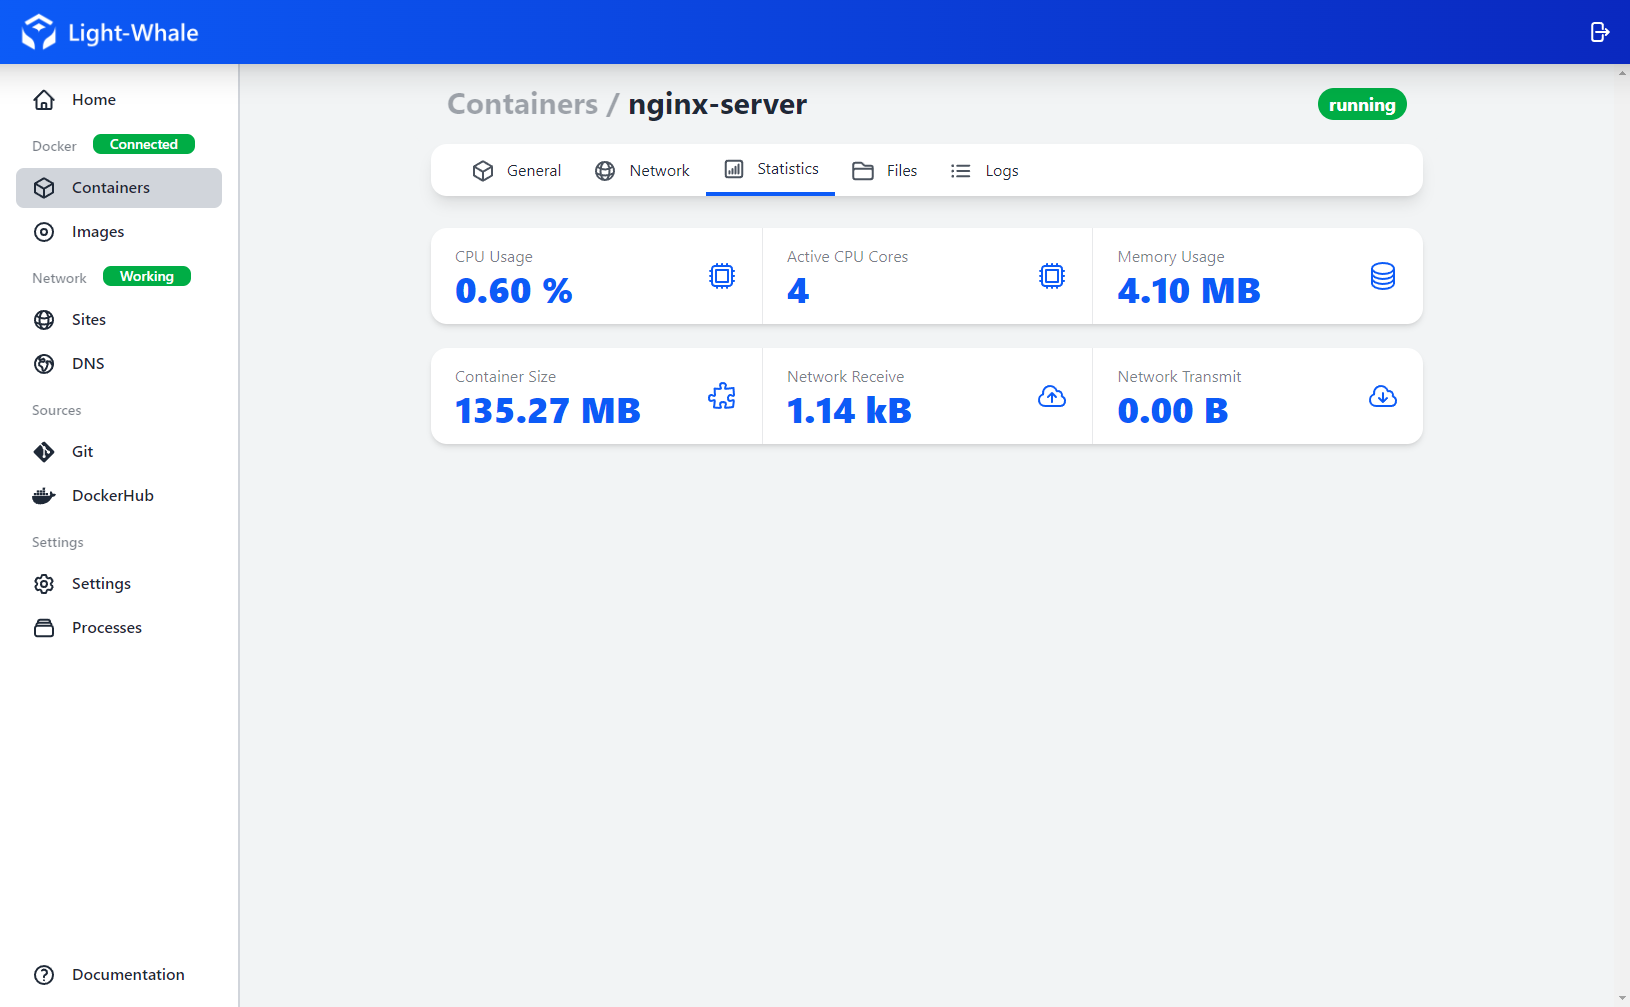 Light-Whale
Home
Docker Connected
Containers
Images
Network Working
Sites
DNS
Sources
Git
DockerHub
Settings
Settings
Processes
Documentation
Containers / nginx-server running
General Network Statistics Files Logs
CPU Usage
0.60 %
Active CPU Cores
4
Memory Usage
4.10 MB
Container Size
135.27 MB
Network Receive
1.14 kB
Network Transmit
0.00 B